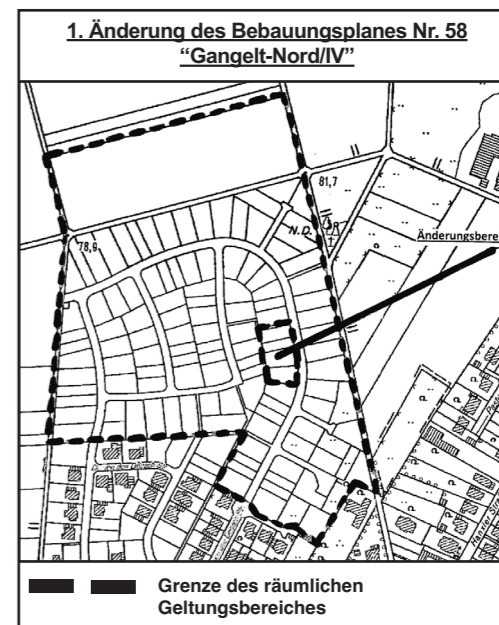 1. Änderung des Bebauungsplanes Nr. 58
“Gangelt-Nord/IV”
81,7
N.D.
Änderungsbere
78,9
Grenze des räumlichen
Geltungsbereiches